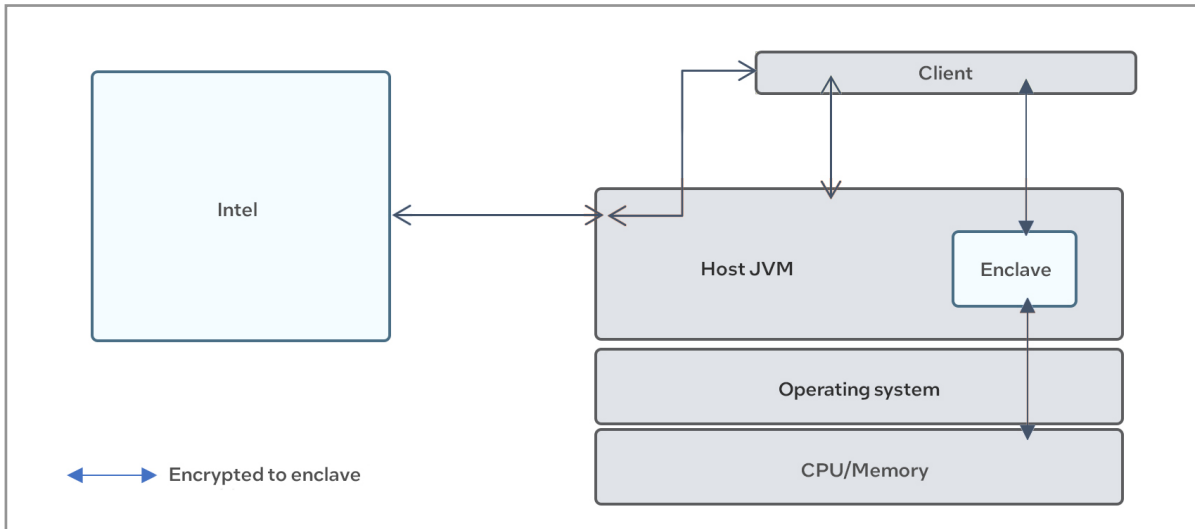 Client
Intel
Host JVM
Enclave
Operating system
CPU/Memory
Encrypted to enclave